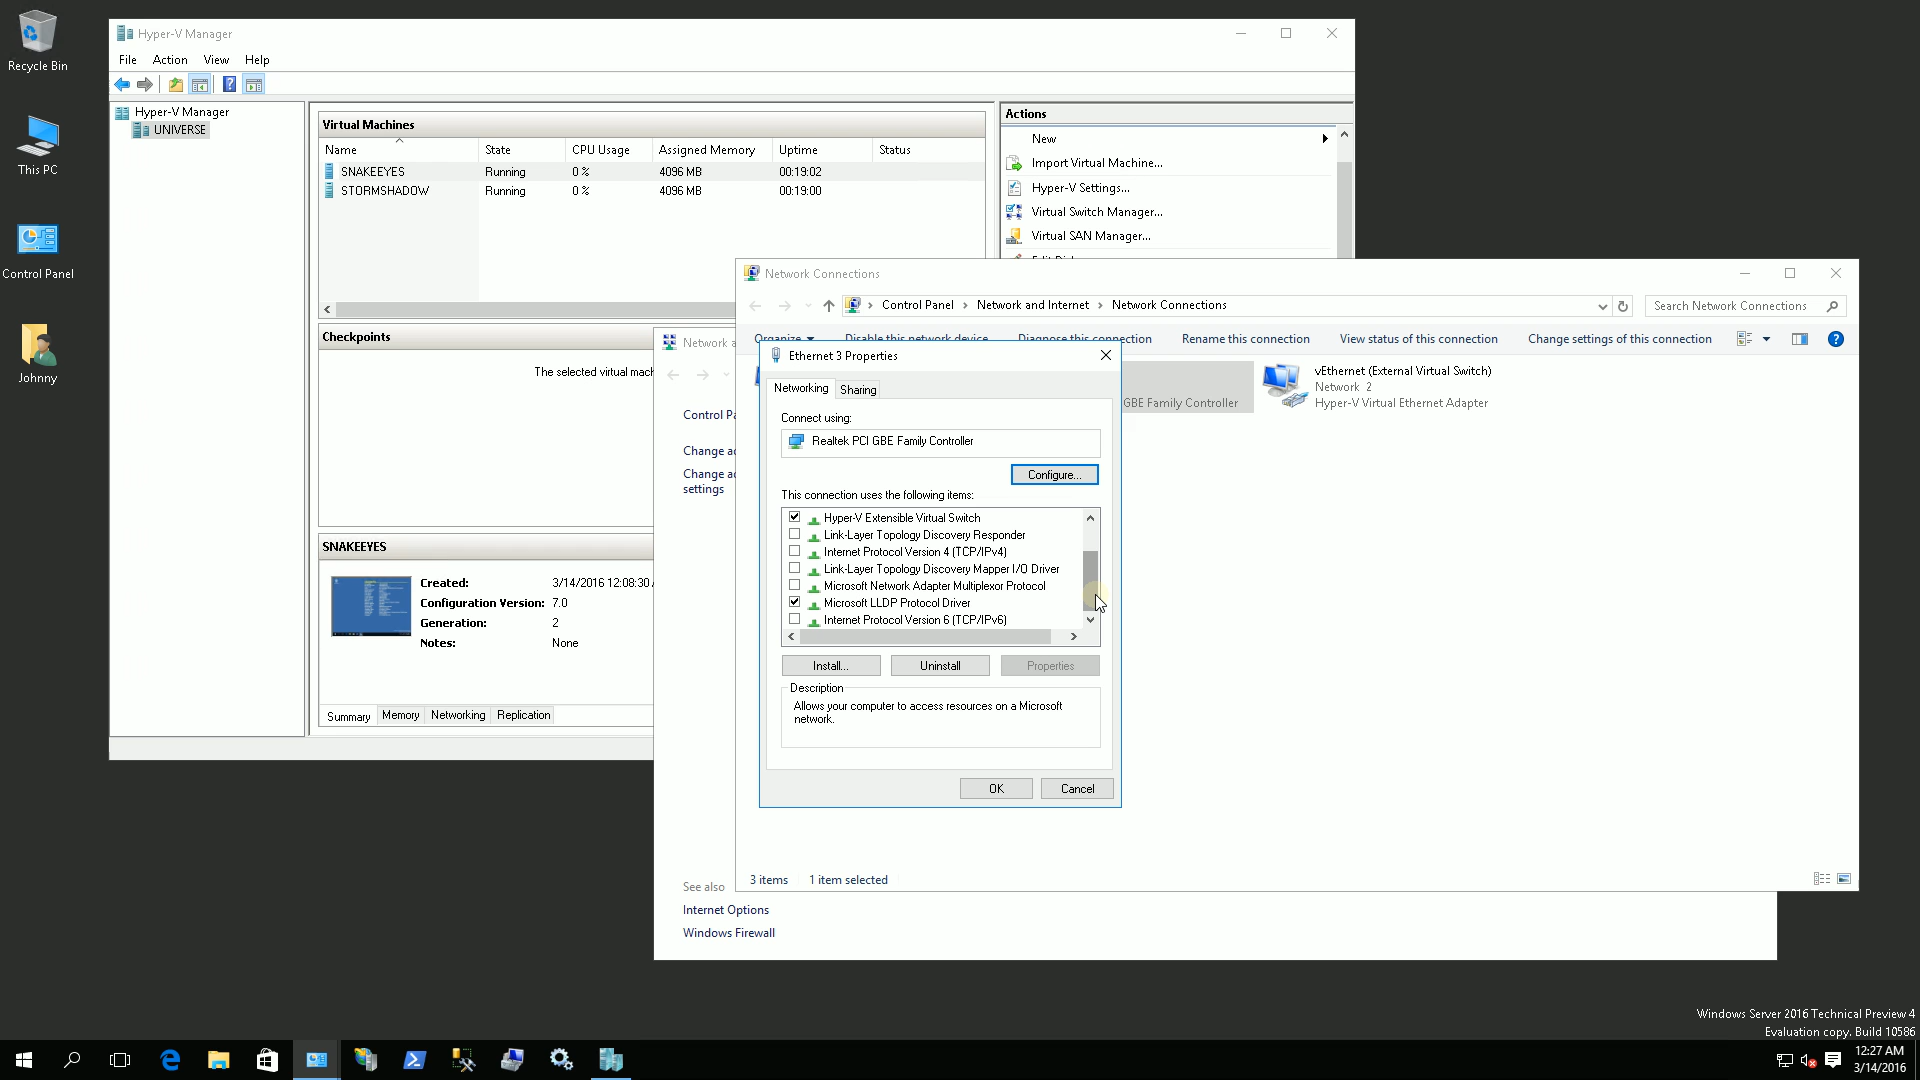 Recycle Bin
This PC
Control Panel
Johnny
Hyper-V Manager
File Action View Help
Hyper-V Manager
UNIVERSE
Virtual Machines
Name State CPU Usage Assigned Memory Uptime Status
SNAKEEYES Running 0 % 4096 MB 00:19:02
STORMSHADOW Running 0 % 4096 MB 00:19:00
Checkpoints
The selected virtual mach
SNAKEEYES
Created: 3/14/2016 12:08:30
Configuration Version: 7.0
Generation: 2
Notes: None
Summary Memory Networking Replication
Actions
New
Import Virtual Machine...
Hyper-V Settings...
Virtual Switch Manager...
Virtual SAN Manager...
Network a
Control Pa
Change ad
Change ad
settings
See also
Internet Options
Windows Firewall
Network Connections
Control Panel > Network and Internet > Network Connections
Search Network Connections
Organize Disable this network device Diagnose this connection Rename this connection View status of this connection Change settings of this connection
GBE Family Controller
vEthernet (External Virtual Switch)
Network 2
Hyper-V Virtual Ethernet Adapter
3 items 1 item selected
Ethernet 3 Properties
Networking Sharing
Connect using:
Realtek PCI GBE Family Controller
Configure...
This connection uses the following items:
Hyper-V Extensible Virtual Switch
Link-Layer Topology Discovery Responder
Internet Protocol Version 4 (TCP/IPv4)
Link-Layer Topology Discovery Mapper I/O Driver
Microsoft Network Adapter Multiplexor Protocol
Microsoft LLDP Protocol Driver
Internet Protocol Version 6 (TCP/IPv6)
Install... Uninstall Properties
Description
Allows your computer to access resources on a Microsoft
network.
OK Cancel
Windows Server 2016 Technical Preview 4
Evaluation copy. Build 10586
12:27 AM
3/14/2016